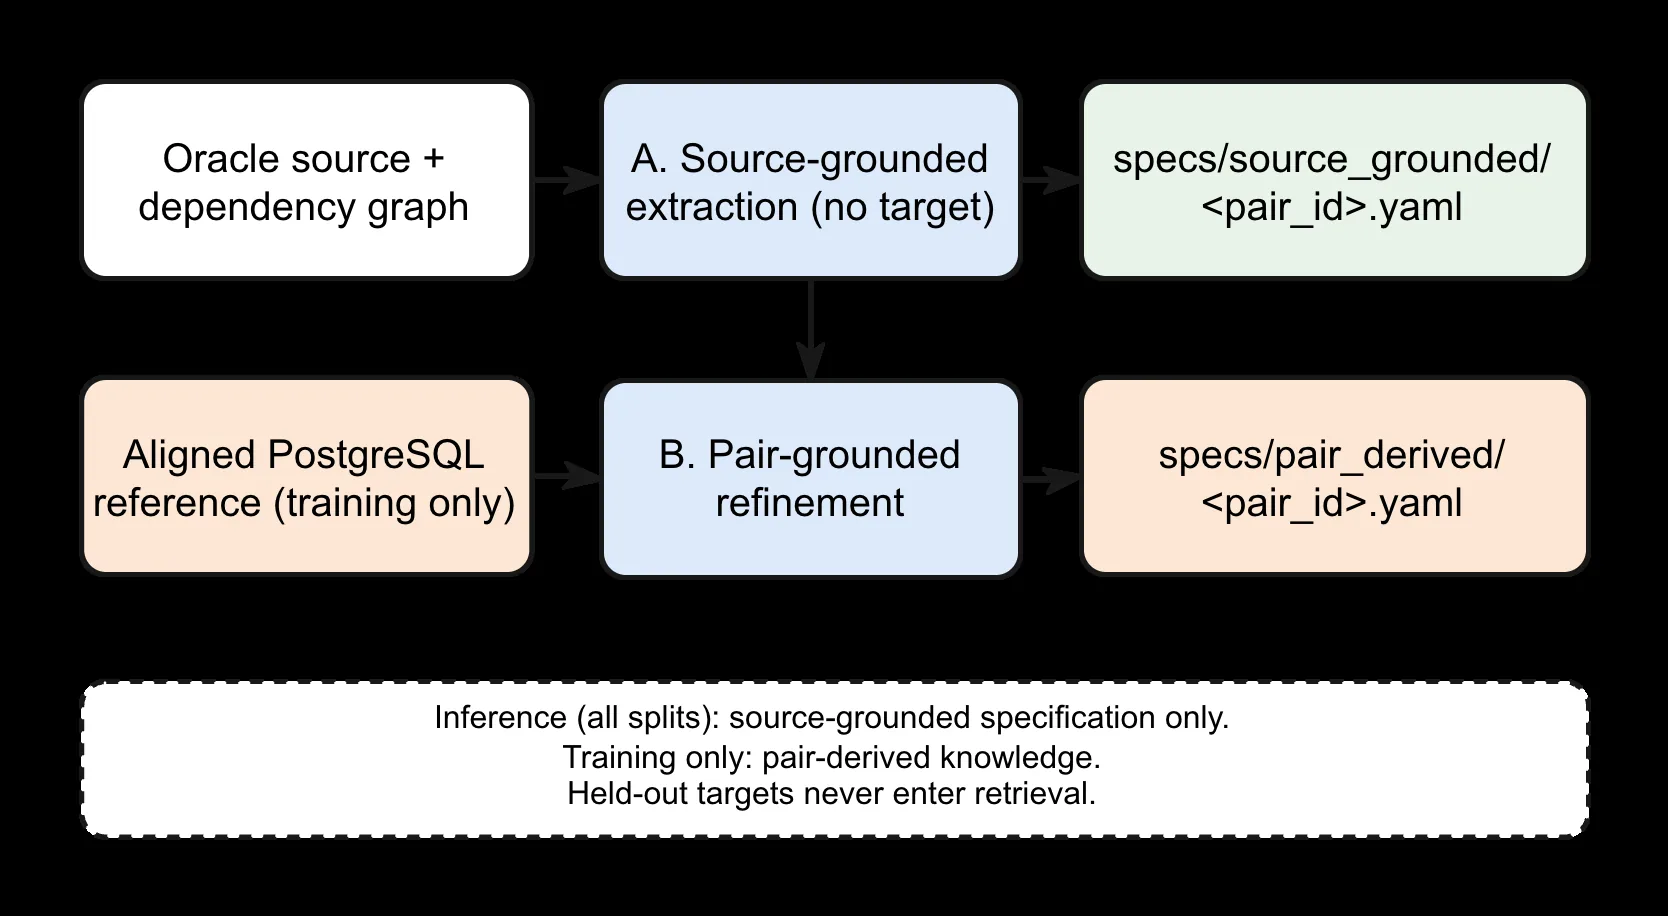 Oracle source +
dependency graph
A. Source-grounded
extraction (no target)
specs/source_grounded/
<pair_id>.yaml
Aligned PostgreSQL
reference (training only)
B. Pair-grounded
refinement
specs/pair_derived/
<pair_id>.yaml
Inference (all splits): source-grounded specification only.
Training only: pair-derived knowledge.
Held-out targets never enter retrieval.